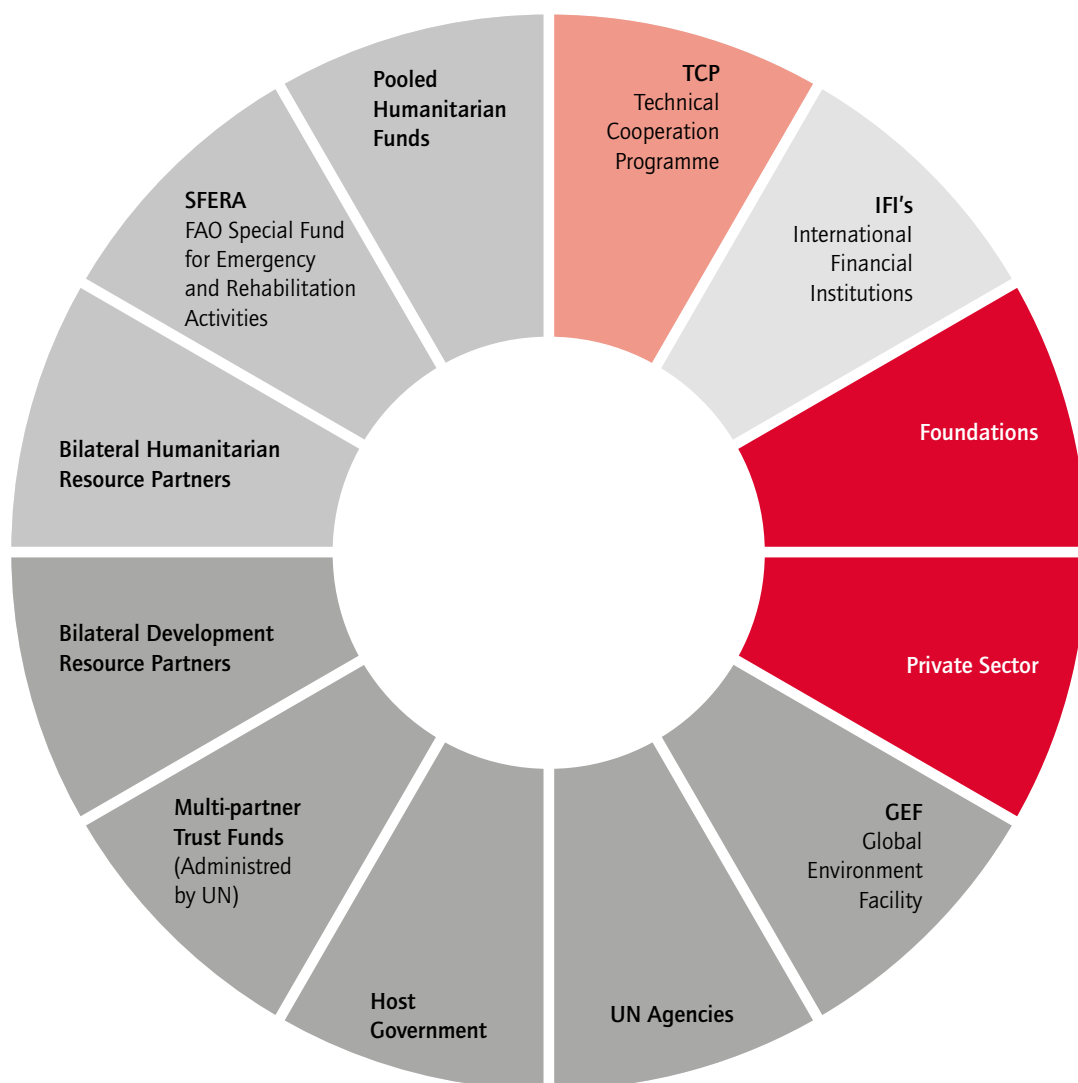 TCP
Technical
Cooperation
Programme
IFI's
International
Financial
Institutions
Foundations
Private Sector
GEF
Global
Environment
Facility
UN Agencies
Host
Government
Multi-partner
Trust Funds
(Administred
by UN)
Bilateral Development
Resource Partners
Bilateral Humanitarian
Resource Partners
SFERA
FAO Special Fund
for Emergency
and Rehabilitation
Activities
Pooled
Humanitarian
Funds